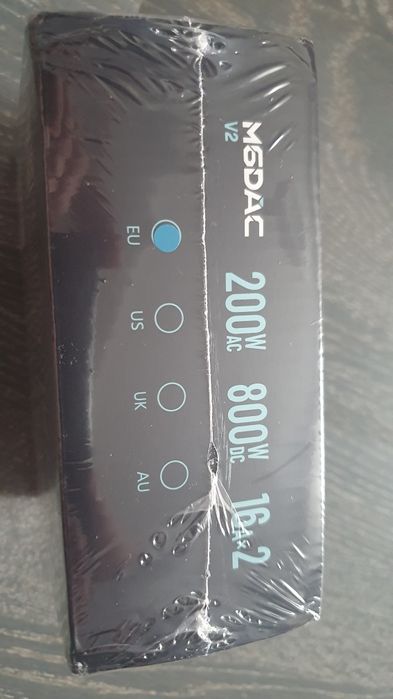 M6DAC
V2
200W AC 800W DC 16A×2
EU US UK AU